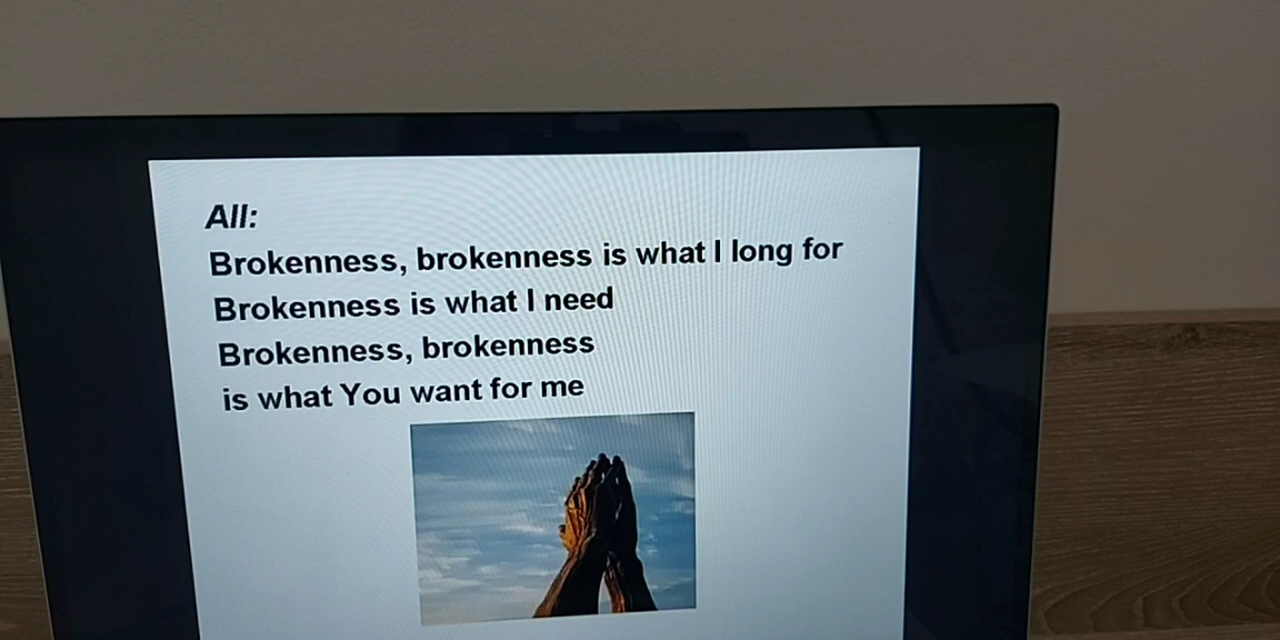 All:
Brokenness, brokenness is what I long for
Brokenness is what I need
Brokenness, brokenness
is what You want for me